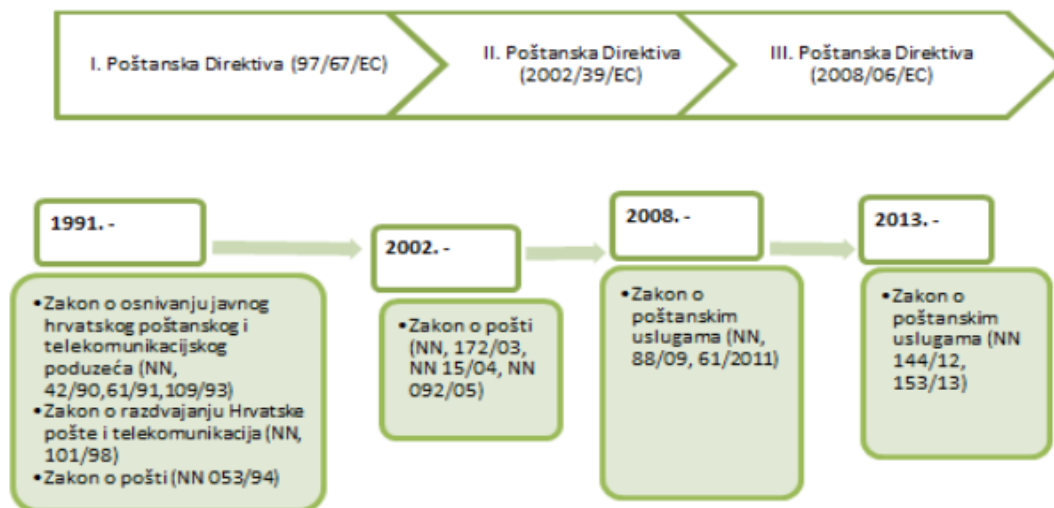 I. Poštanska Direktiva (97/67/EC)
II. Poštanska Direktiva
(2002/39/EC)
III. Poštanska Direktiva
(2008/06/EC)
1991. -
•Zakon o osnivanju javnog
hrvatskog poštanskog i
telekomunikacijskog
poduzeća (NN,
42/90,61/91,109/93)
•Zakon o razdvajanju Hrvatske
pošte i telekomunikacija (NN,
101/98)
•Zakon o pošti (NN 053/94)
2002. -
•Zakon o pošti
(NN, 172/03,
NN 15/04, NN
092/05)
2008. -
•Zakon o
poštanskim
uslugama (NN,
88/09, 61/2011)
2013. -
•Zakon o
poštanskim
uslugama (NN
144/12,
153/13)